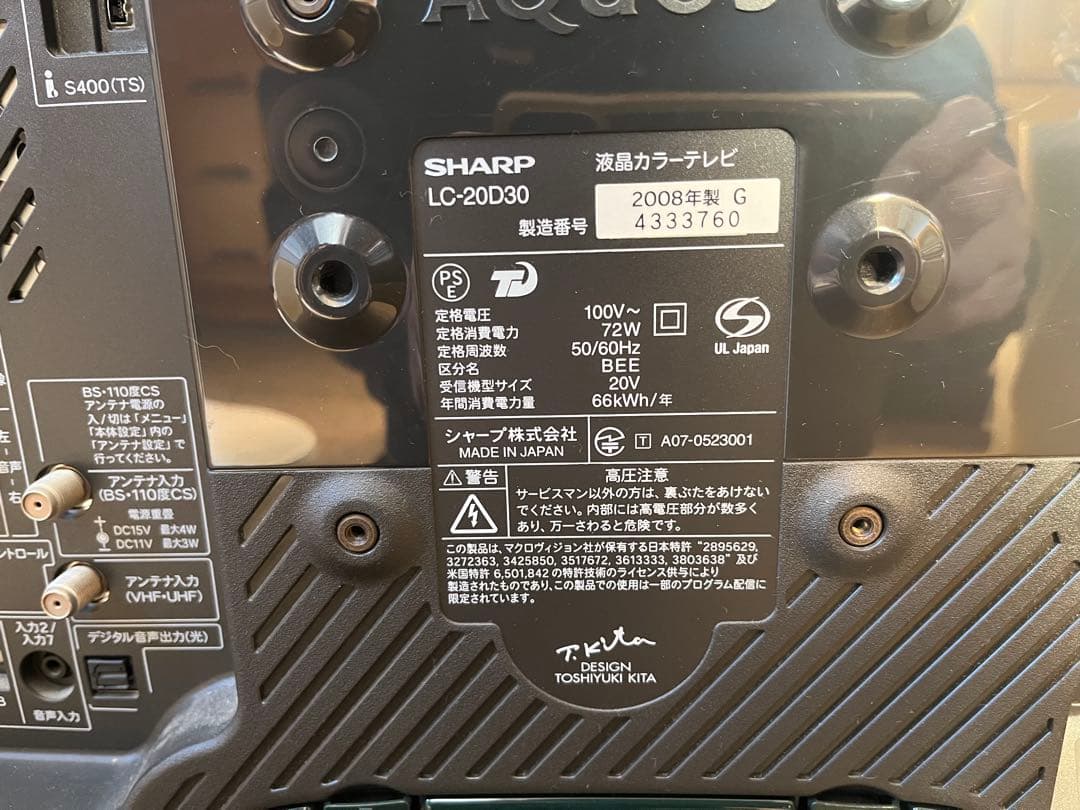 AQUOS
S400(TS)
SHARP
液晶カラーテレビ
LC-20D30
製造番号
2008年製 G
4333760
PS
E
定格電圧 100V～
定格消費電力 72W
定格周波数 50/60Hz
区分名 BEE
受信機型サイズ 20V
年間消費電力量 66kWh/年
UL Japan
シャープ株式会社
MADE IN JAPAN
T A07-0523001
警告
高圧注意
サービスマン以外の方は、裏ぶたをあけない
でください。内部には高電圧部分が数多く
あり、万一さわると危険です。
この製品は、マクロヴィジョン社が保有する日本特許 "2895629,
3272363, 3425850, 3517672, 3613333, 3803638" 及び
米国特許 6,501,842 の特許技術のライセンス供与により
製造されたものであり、この製品での使用は一部のプログラム配信に
限定されています。
T.Kita
DESIGN
TOSHIYUKI KITA
BS・110度CS
アンテナ電源の
入/切は「メニュー」
「本体設定」内の
「アンテナ設定」で
行ってください。
アンテナ入力
(BS・110度CS)
電源重畳
DC15V 最大4W
DC11V 最大3W
アンテナ入力
(VHF・UHF)
左
音声
右
ントロール
入力2/
入力7
デジタル音声出力(光)
音声入力